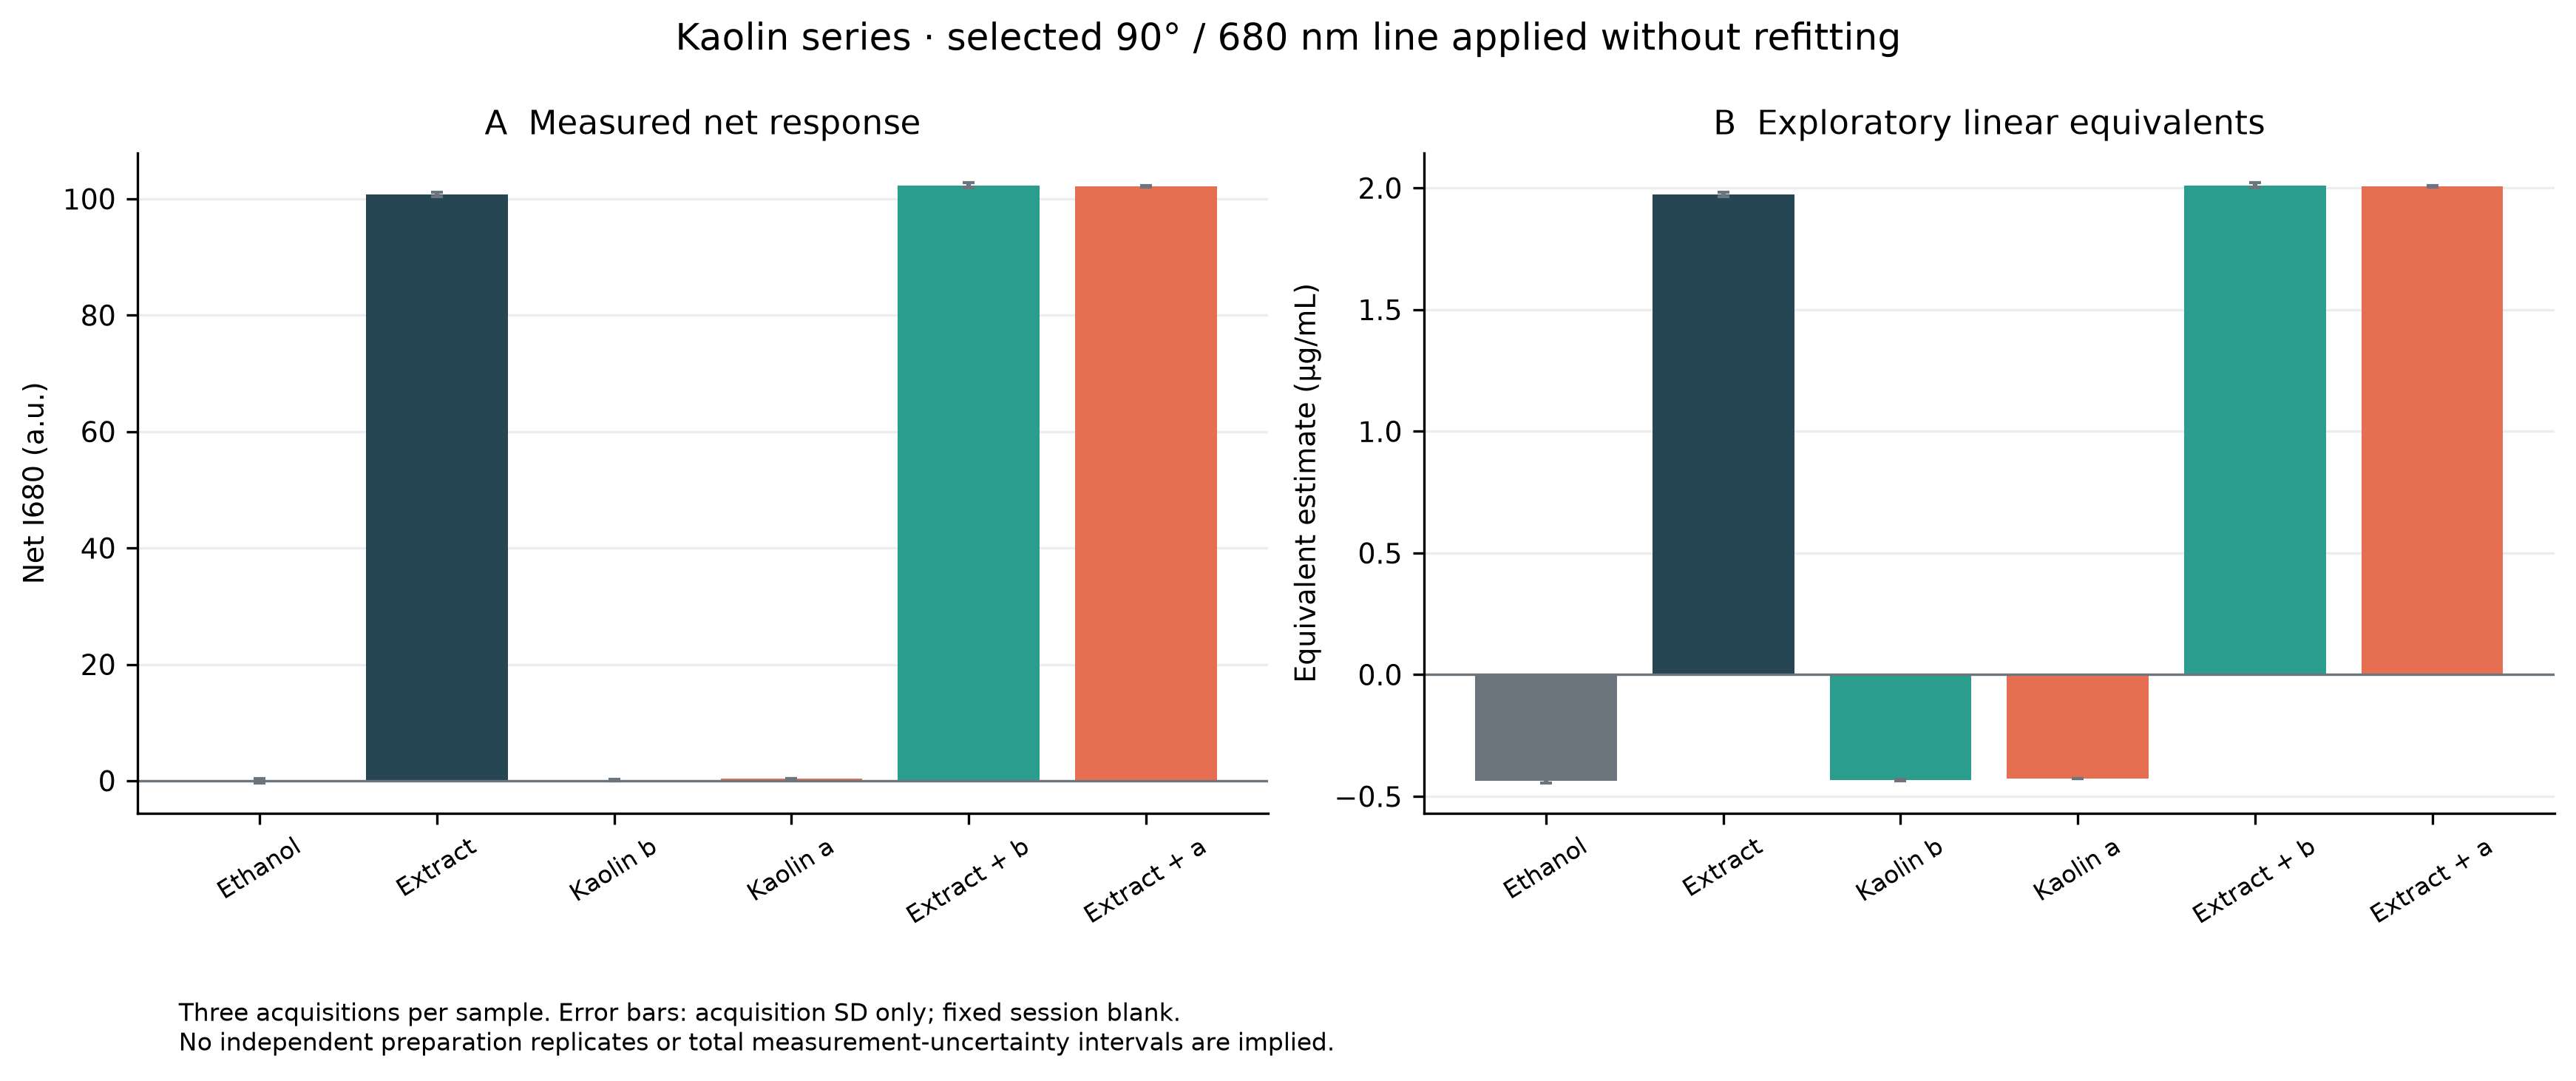 Kaolin series · selected 90° / 680 nm line applied without refitting
A  Measured net response
Net I680 (a.u.)
100
80
60
40
20
0
Ethanol
Extract
Kaolin b
Kaolin a
Extract + b
Extract + a
B  Exploratory linear equivalents
Equivalent estimate (µg/mL)
2.0
1.5
1.0
0.5
0.0
−0.5
Ethanol
Extract
Kaolin b
Kaolin a
Extract + b
Extract + a
Three acquisitions per sample. Error bars: acquisition SD only; fixed session blank.
No independent preparation replicates or total measurement-uncertainty intervals are implied.